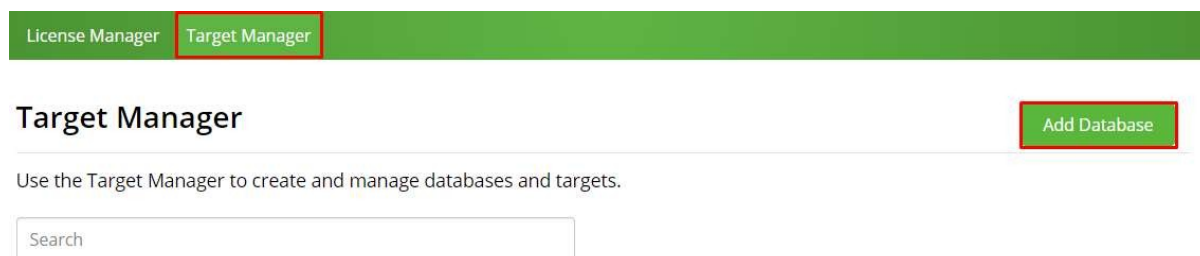 License Manager Target Manager
Target Manager
Add Database
Use the Target Manager to create and manage databases and targets.
Search